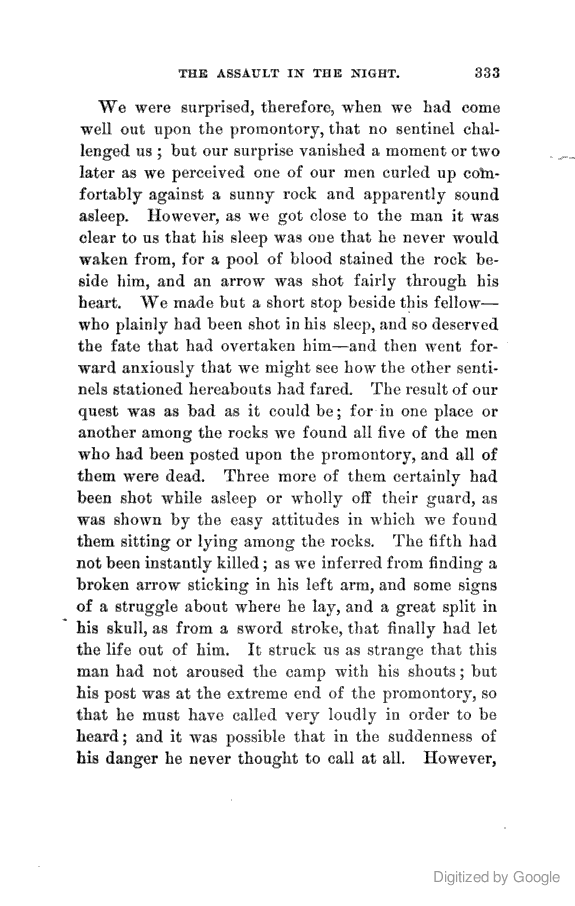 THE ASSAULT IN THE NIGHT. 333
We were surprised, therefore, when we had come
well out upon the promontory, that no sentinel chal-
lenged us ; but our surprise vanished a moment or two
later as we perceived one of our men curled up com-
fortably against a sunny rock and apparently sound
asleep. However, as we got close to the man it was
clear to us that his sleep was one that he never would
waken from, for a pool of blood stained the rock be-
side him, and an arrow was shot fairly through his
heart. We made but a short stop beside this fellow—
who plainly had been shot in his sleep, and so deserved
the fate that had overtaken him—and then went for-
ward anxiously that we might see how the other senti-
nels stationed hereabouts had fared. The result of our
quest was as bad as it could be ; for in one place or
another among the rocks we found all five of the men
who had been posted upon the promontory, and all of
them were dead. Three more of them certainly had
been shot while asleep or wholly off their guard, as
was shown by the easy attitudes in which we found
them sitting or lying among the rocks. The fifth had
not been instantly killed ; as we inferred from finding a
broken arrow sticking in his left arm, and some signs
of a struggle about where he lay, and a great split in
his skull, as from a sword stroke, that finally had let
the life out of him. It struck us as strange that this
man had not aroused the camp with his shouts ; but
his post was at the extreme end of the promontory, so
that he must have called very loudly in order to be
heard ; and it was possible that in the suddenness of
his danger he never thought to call at all. However,
Digitized by Google